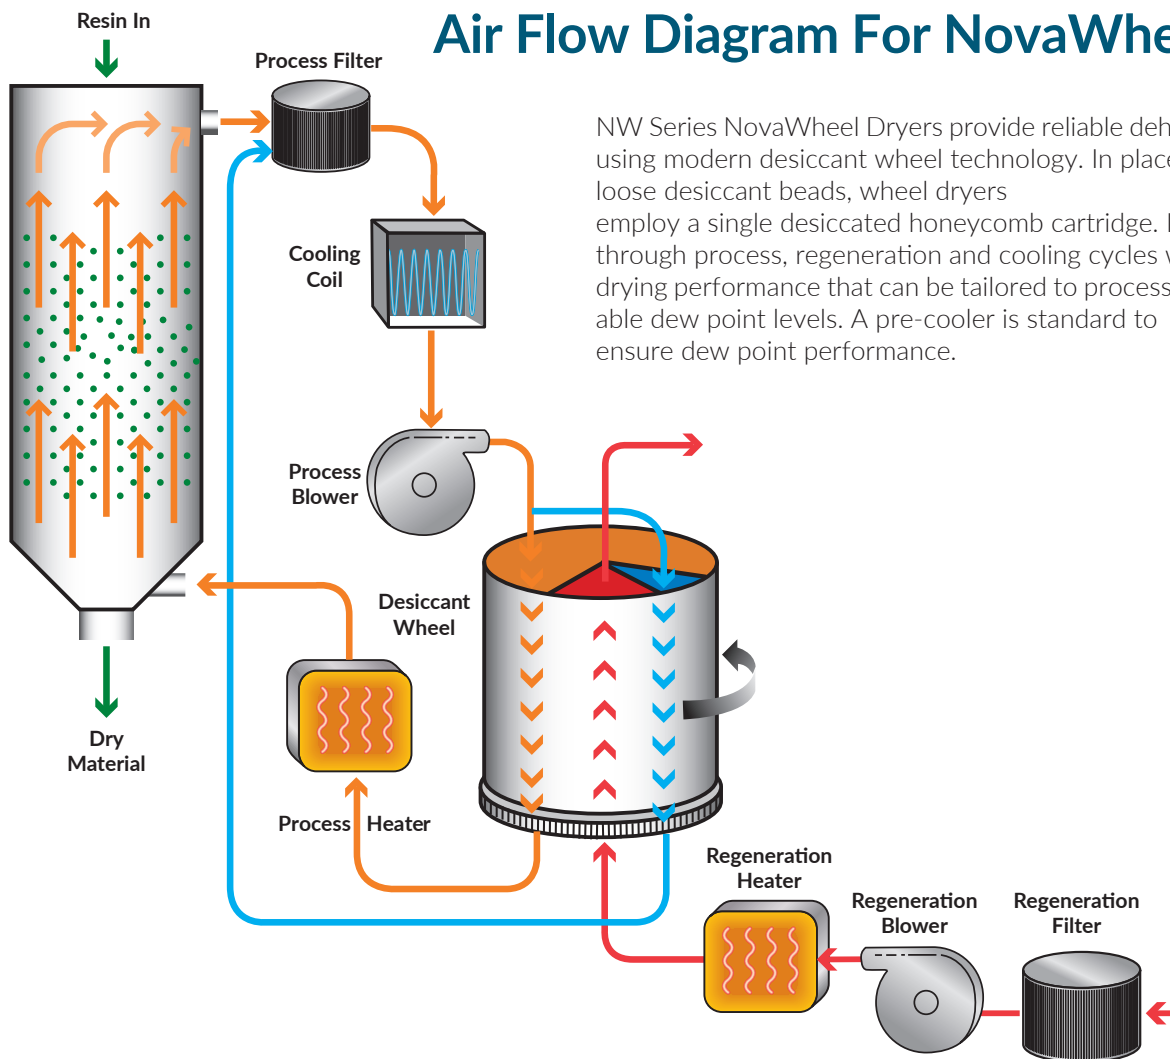 Air Flow Diagram For
NW Series NovaWheel Dryers provide reliable
using modern desiccant wheel technology. In place
loose desiccant beads, wheel dryers
employ a single desiccated honeycomb cartridge.
through process, regeneration and cooling cycles
drying performance that can be tailored to process
able dew point levels. A pre-cooler is standard to
ensure dew point performance.
Resin In
Process Filter
Cooling
Coil
Process
Blower
Desiccant
Wheel
Process Heater
Dry
Material
Regeneration
Heater
Regeneration
Blower
Regeneration
Filter